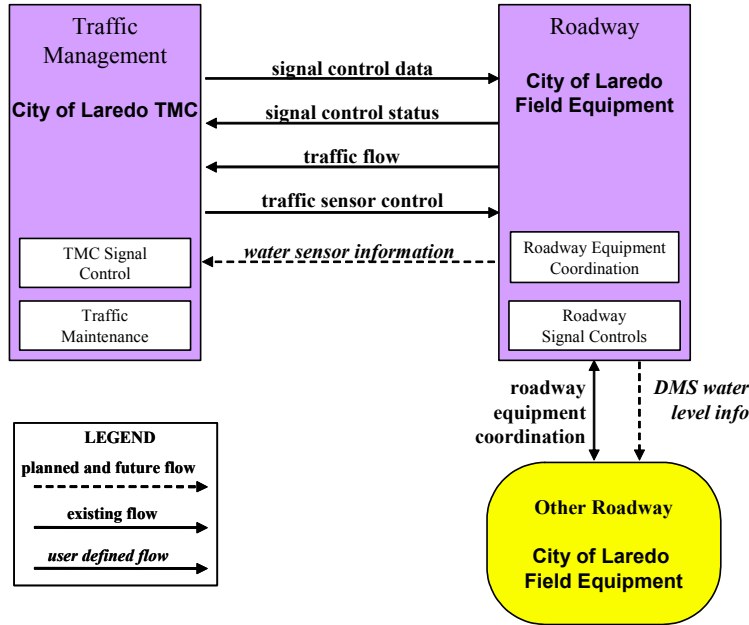 Traffic
Management
City of Laredo TMC
TMC Signal
Control
Traffic
Maintenance
signal control data
signal control status
traffic flow
traffic sensor control
water sensor information
Roadway
City of Laredo
Field Equipment
Roadway Equipment
Coordination
Roadway
Signal Controls
roadway
equipment
coordination
DMS water
level info
LEGEND
planned and future flow
existing flow
user defined flow
Other Roadway
City of Laredo
Field Equipment